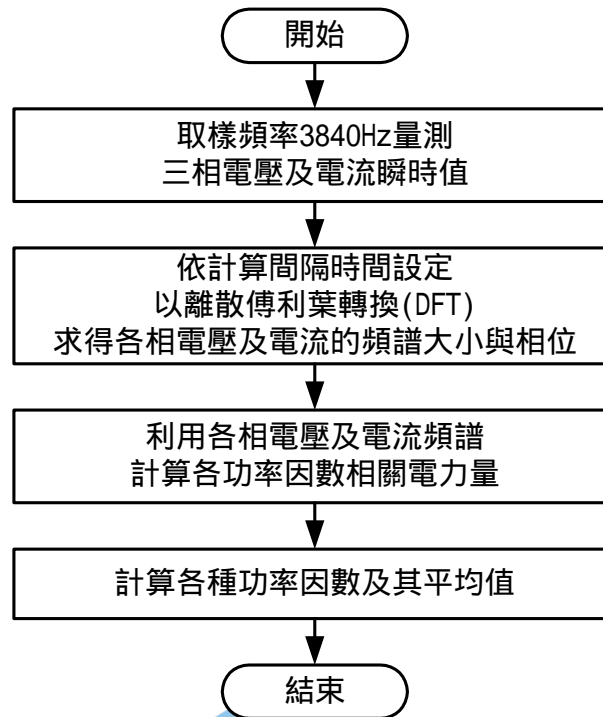 開始
取樣頻率3840Hz量測
三相電壓及電流瞬時值
依計算間隔時間設定
以離散傅利葉轉換(DFT)
求得各相電壓及電流的頻譜大小與相位
利用各相電壓及電流頻譜
計算各功率因數相關電力量
計算各種功率因數及其平均值
結束